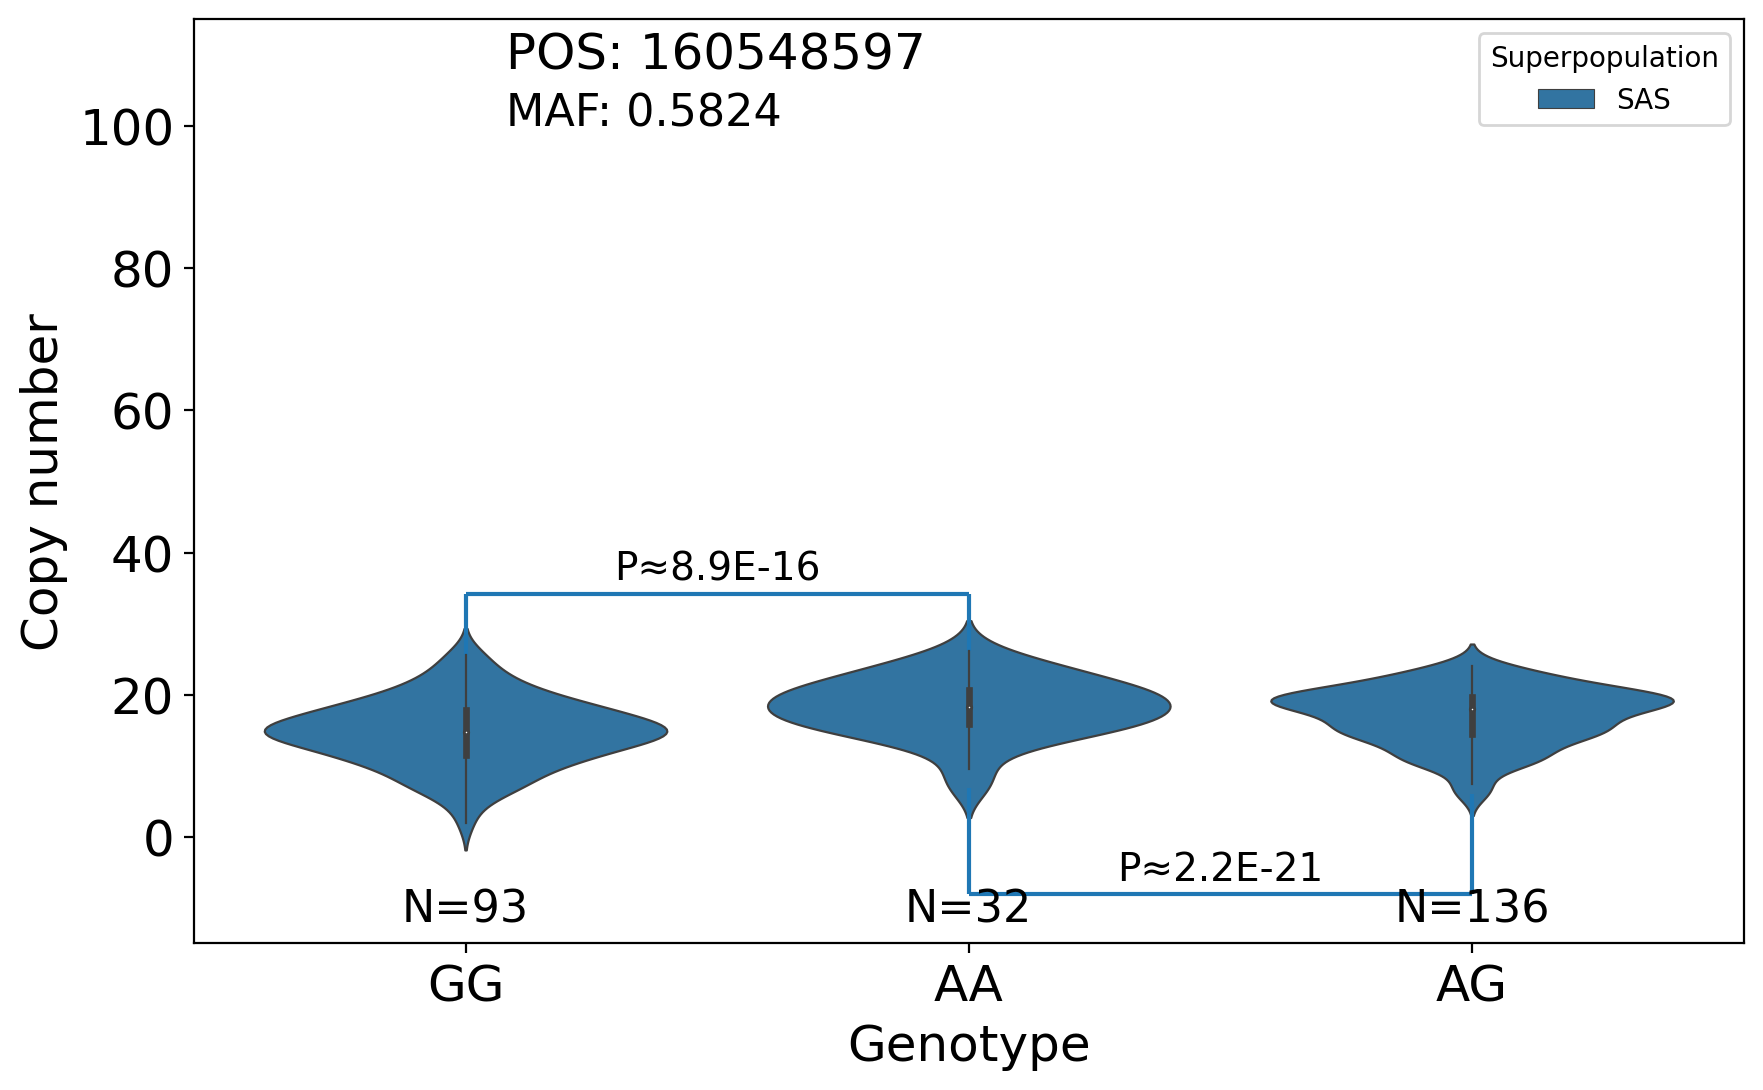 POS: 160548597
MAF: 0.5824
Superpopulation
SAS
Copy number
100
80
60
40
20
0
P≈8.9E-16
P≈2.2E-21
N=93
N=32
N=136
GG
AA
AG
Genotype